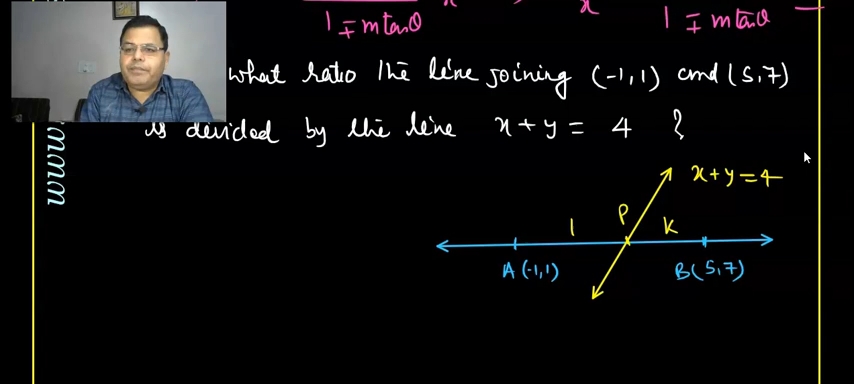 1 ∓ m tanθ x x 1 ∓ m tanθ
what ratio the line joining (-1,1) and (5,7)
is divided by the line x+y = 4 ?
x+y=4
1 P K
A(-1,1) B(5,7)
www.